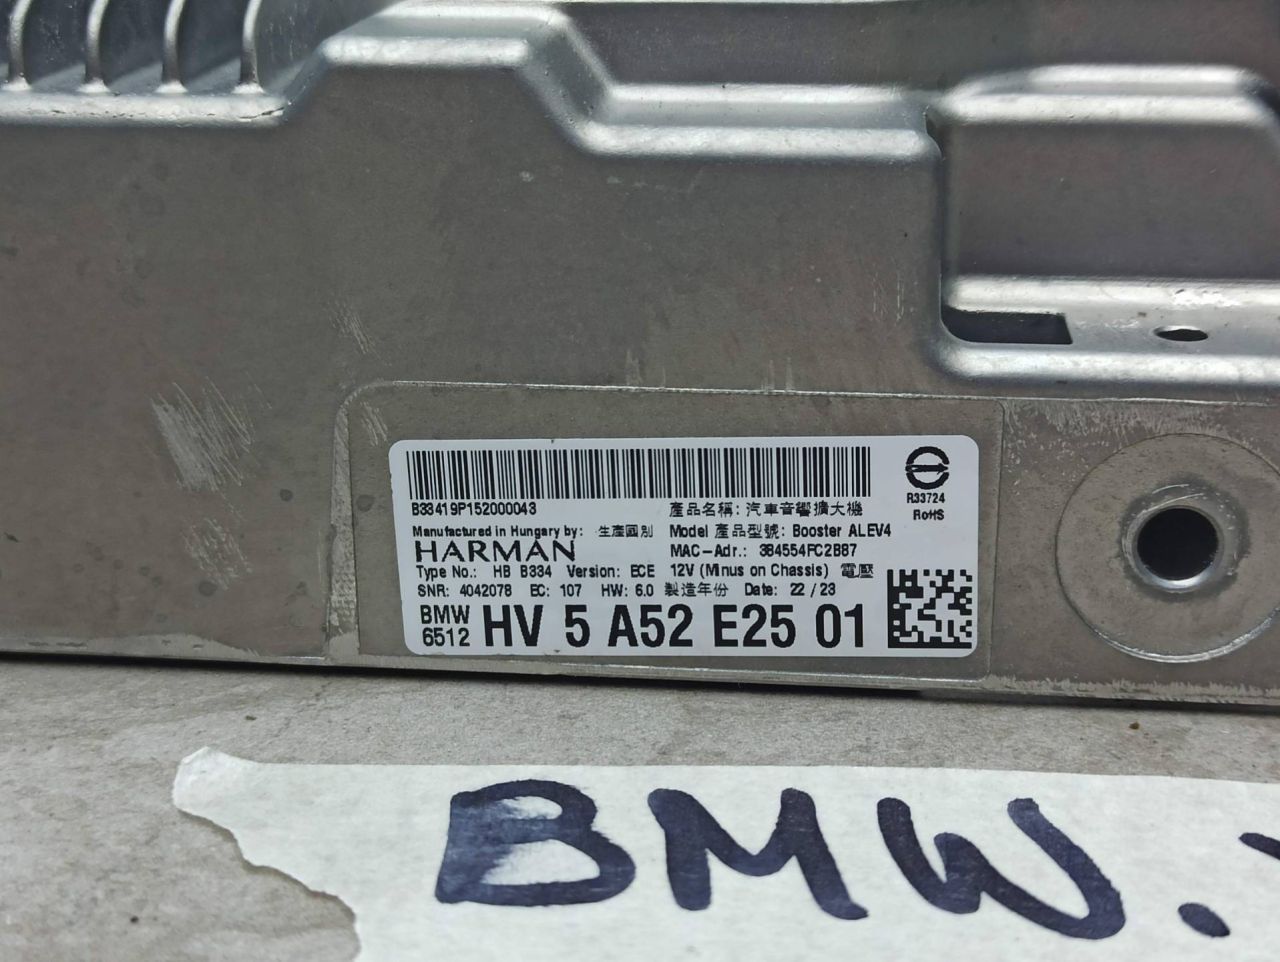 B33419P152000043
產品名稱: 汽車音響擴大機
R33724
RoHS
Manufactured in Hungary by: 生產國別
Model 產品型號: Booster ALEV4
HARMAN
MAC-Adr.: 384554FC2B87
Type No.: HB B334 Version: ECE 12V (Minus on Chassis) 電壓
SNR: 4042078 EC: 107 HW: 6.0 製造年份 Date: 22/23
BMW
6512 HV 5 A52 E25 01
BMW.